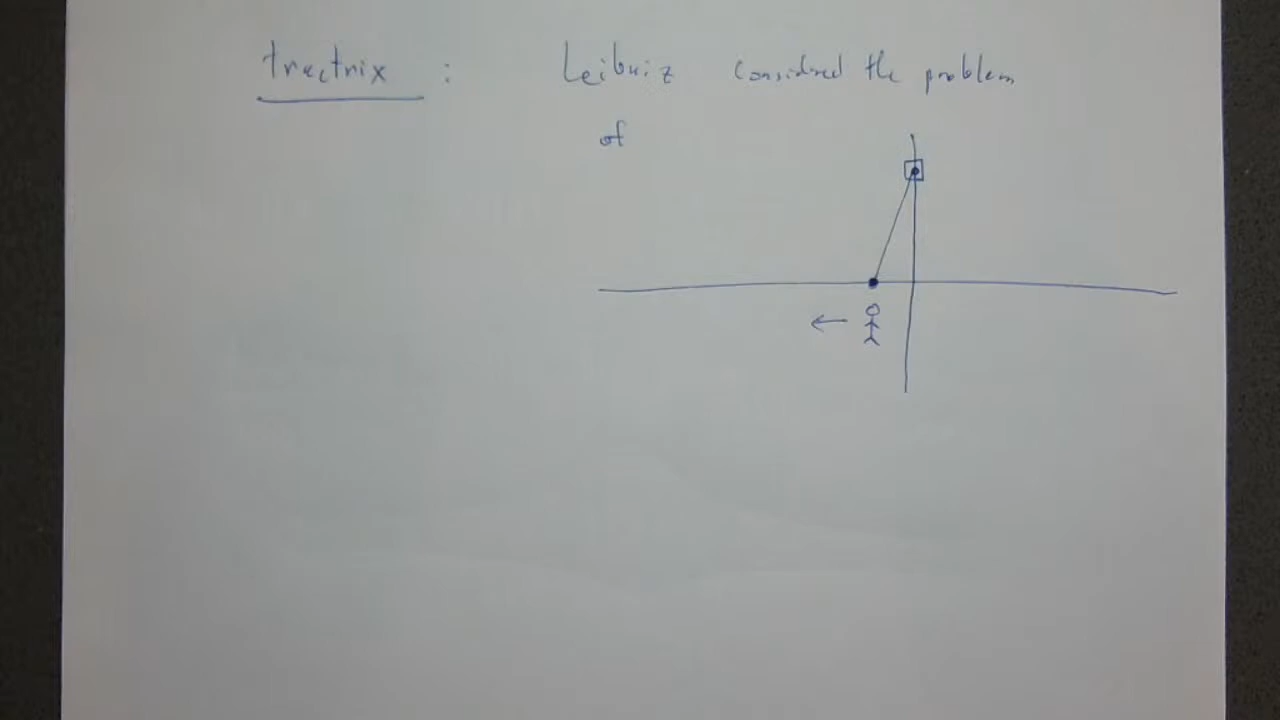 tractrix : Leibniz considered the problem
of